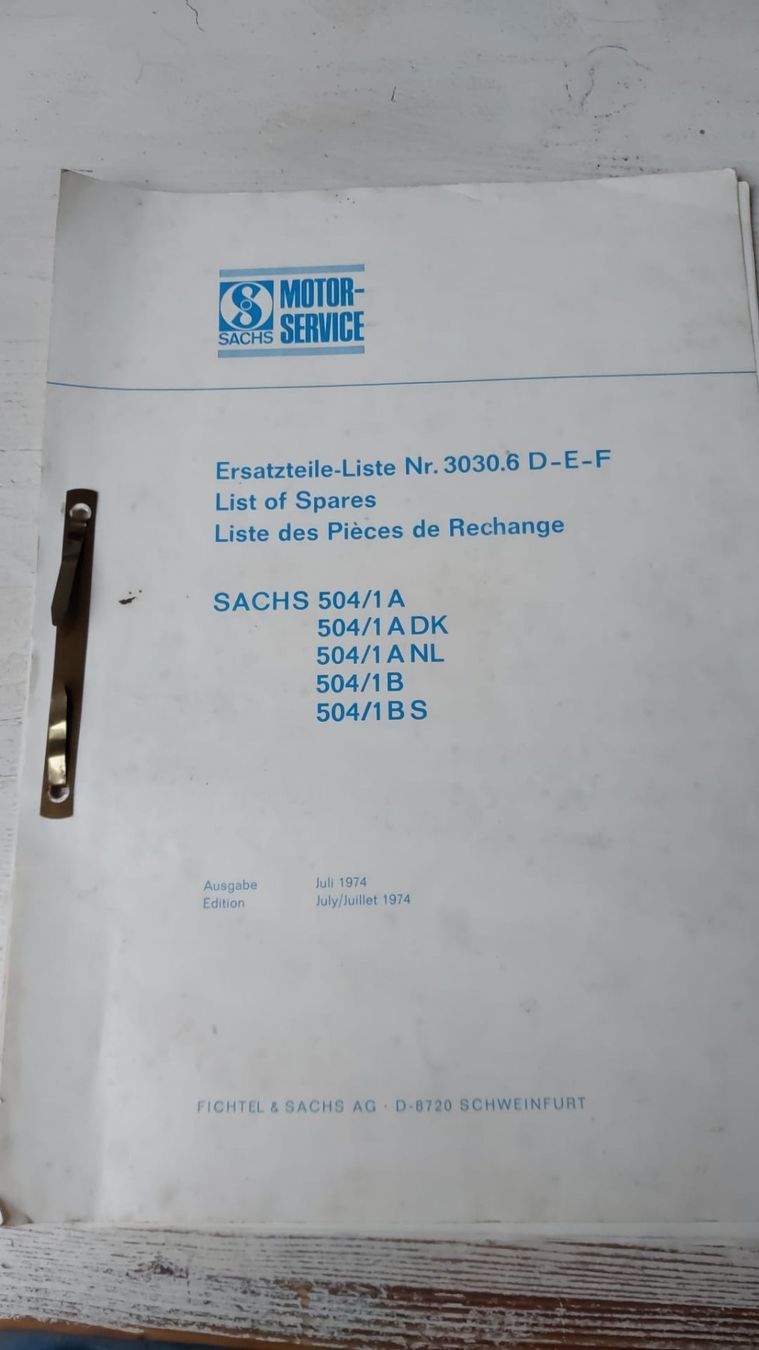 SACHS
MOTOR-
SERVICE
Ersatzteile-Liste Nr. 3030.6 D-E-F
List of Spares
Liste des Pièces de Rechange
SACHS 504/1 A
504/1 A DK
504/1 A NL
504/1 B
504/1 B S
Ausgabe Juli 1974
Edition July/Juillet 1974
FICHTEL & SACHS AG · D-8720 SCHWEINFURT